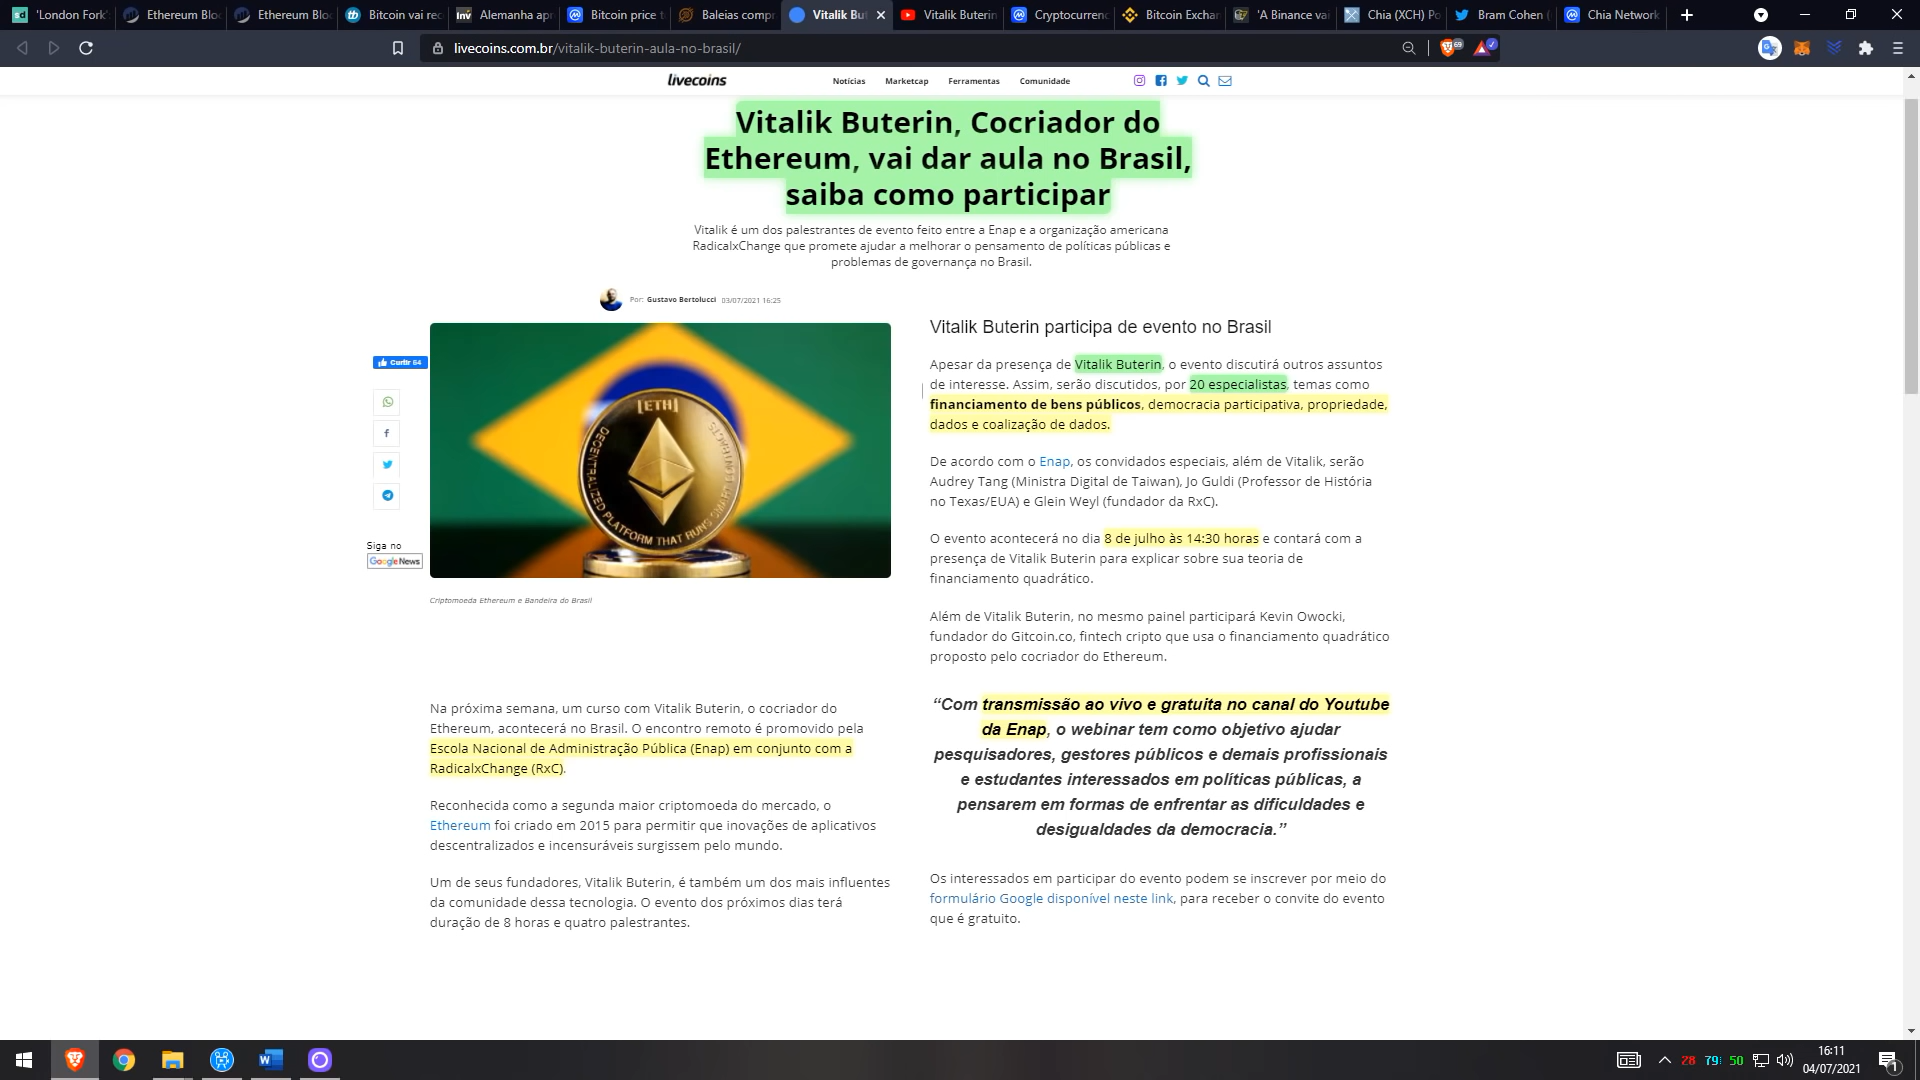 'London Fork'
Ethereum Bloc
Ethereum Bloc
Bitcoin vai rec
Alemanha apr
Bitcoin price t
Baleias compr
Vitalik But
Vitalik Buterin
Cryptocurrenc
Bitcoin Exchan
'A Binance vai
Chia (XCH) Po
Bram Cohen (
Chia Network
livecoins.com.br/vitalik-buterin-aula-no-brasil/
livecoins
Notícias
Marketcap
Ferramentas
Comunidade
Vitalik Buterin, Cocriador do
Ethereum, vai dar aula no Brasil,
saiba como participar
Vitalik é um dos palestrantes de evento feito entre a Enap e a organização americana
RadicalxChange que promete ajudar a melhorar o pensamento de políticas públicas e
problemas de governança no Brasil.
Por: Gustavo Bertolucci 03/07/2021 16:25
Curtir 54
Siga no
Google News
[ETH]
DECENTRALIZED PLATFORM THAT RUNS SMART CONTRACTS
Criptomoeda Ethereum e Bandeira do Brasil
Na próxima semana, um curso com Vitalik Buterin, o cocriador do
Ethereum, acontecerá no Brasil. O encontro remoto é promovido pela
Escola Nacional de Administração Pública (Enap) em conjunto com a
RadicalxChange (RxC).
Reconhecida como a segunda maior criptomoeda do mercado, o
Ethereum foi criado em 2015 para permitir que inovações de aplicativos
descentralizados e incensuráveis surgissem pelo mundo.
Um de seus fundadores, Vitalik Buterin, é também um dos mais influentes
da comunidade dessa tecnologia. O evento dos próximos dias terá
duração de 8 horas e quatro palestrantes.
Vitalik Buterin participa de evento no Brasil
Apesar da presença de Vitalik Buterin, o evento discutirá outros assuntos
de interesse. Assim, serão discutidos, por 20 especialistas, temas como
financiamento de bens públicos, democracia participativa, propriedade,
dados e coalização de dados.
De acordo com o Enap, os convidados especiais, além de Vitalik, serão
Audrey Tang (Ministra Digital de Taiwan), Jo Guldi (Professor de História
no Texas/EUA) e Glein Weyl (fundador da RxC).
O evento acontecerá no dia 8 de julho às 14:30 horas e contará com a
presença de Vitalik Buterin para explicar sobre sua teoria de
financiamento quadrático.
Além de Vitalik Buterin, no mesmo painel participará Kevin Owocki,
fundador do Gitcoin.co, fintech cripto que usa o financiamento quadrático
proposto pelo cocriador do Ethereum.
“Com transmissão ao vivo e gratuita no canal do Youtube
da Enap, o webinar tem como objetivo ajudar
pesquisadores, gestores públicos e demais profissionais
e estudantes interessados em políticas públicas, a
pensarem em formas de enfrentar as dificuldades e
desigualdades da democracia.”
Os interessados em participar do evento podem se inscrever por meio do
formulário Google disponível neste link, para receber o convite do evento
que é gratuito.
28 79 50
16:11
04/07/2021